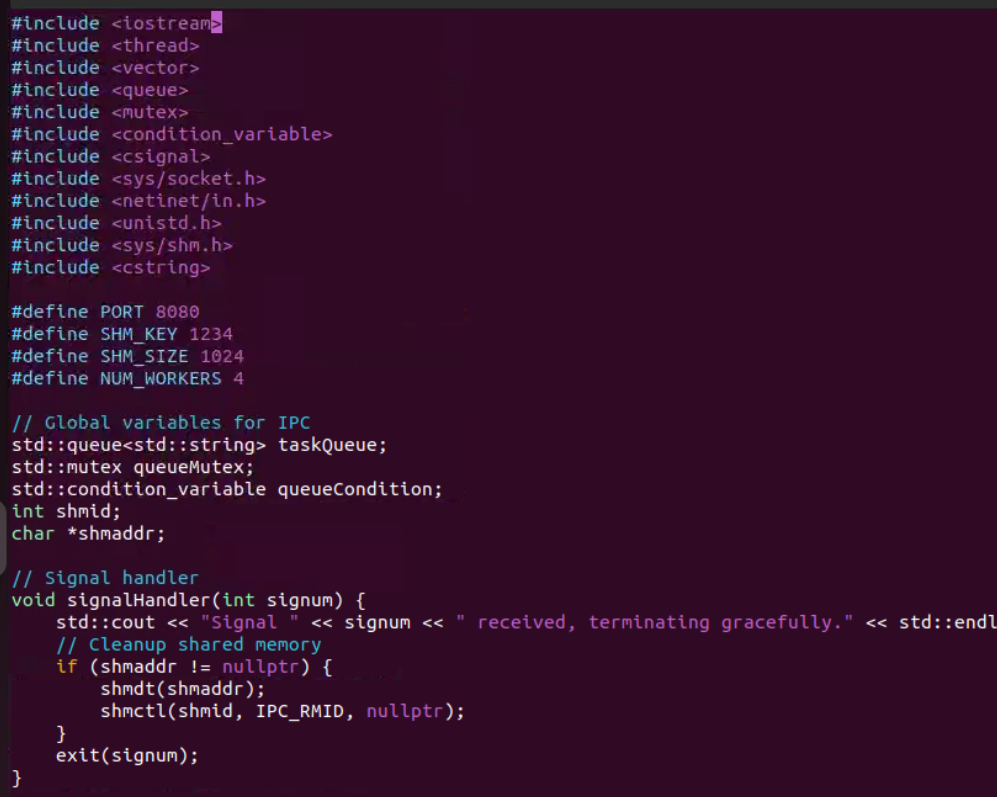 #include <iostream>
#include <thread>
#include <vector>
#include <queue>
#include <mutex>
#include <condition_variable>
#include <csignal>
#include <sys/socket.h>
#include <netinet/in.h>
#include <unistd.h>
#include <sys/shm.h>
#include <cstring>

#define PORT 8080
#define SHM_KEY 1234
#define SHM_SIZE 1024
#define NUM_WORKERS 4

// Global variables for IPC
std::queue<std::string> taskQueue;
std::mutex queueMutex;
std::condition_variable queueCondition;
int shmid;
char *shmaddr;

// Signal handler
void signalHandler(int signum) {
    std::cout << "Signal " << signum << " received, terminating gracefully." << std::endl
    // Cleanup shared memory
    if (shmaddr != nullptr) {
        shmdt(shmaddr);
        shmctl(shmid, IPC_RMID, nullptr);
    }
    exit(signum);
}